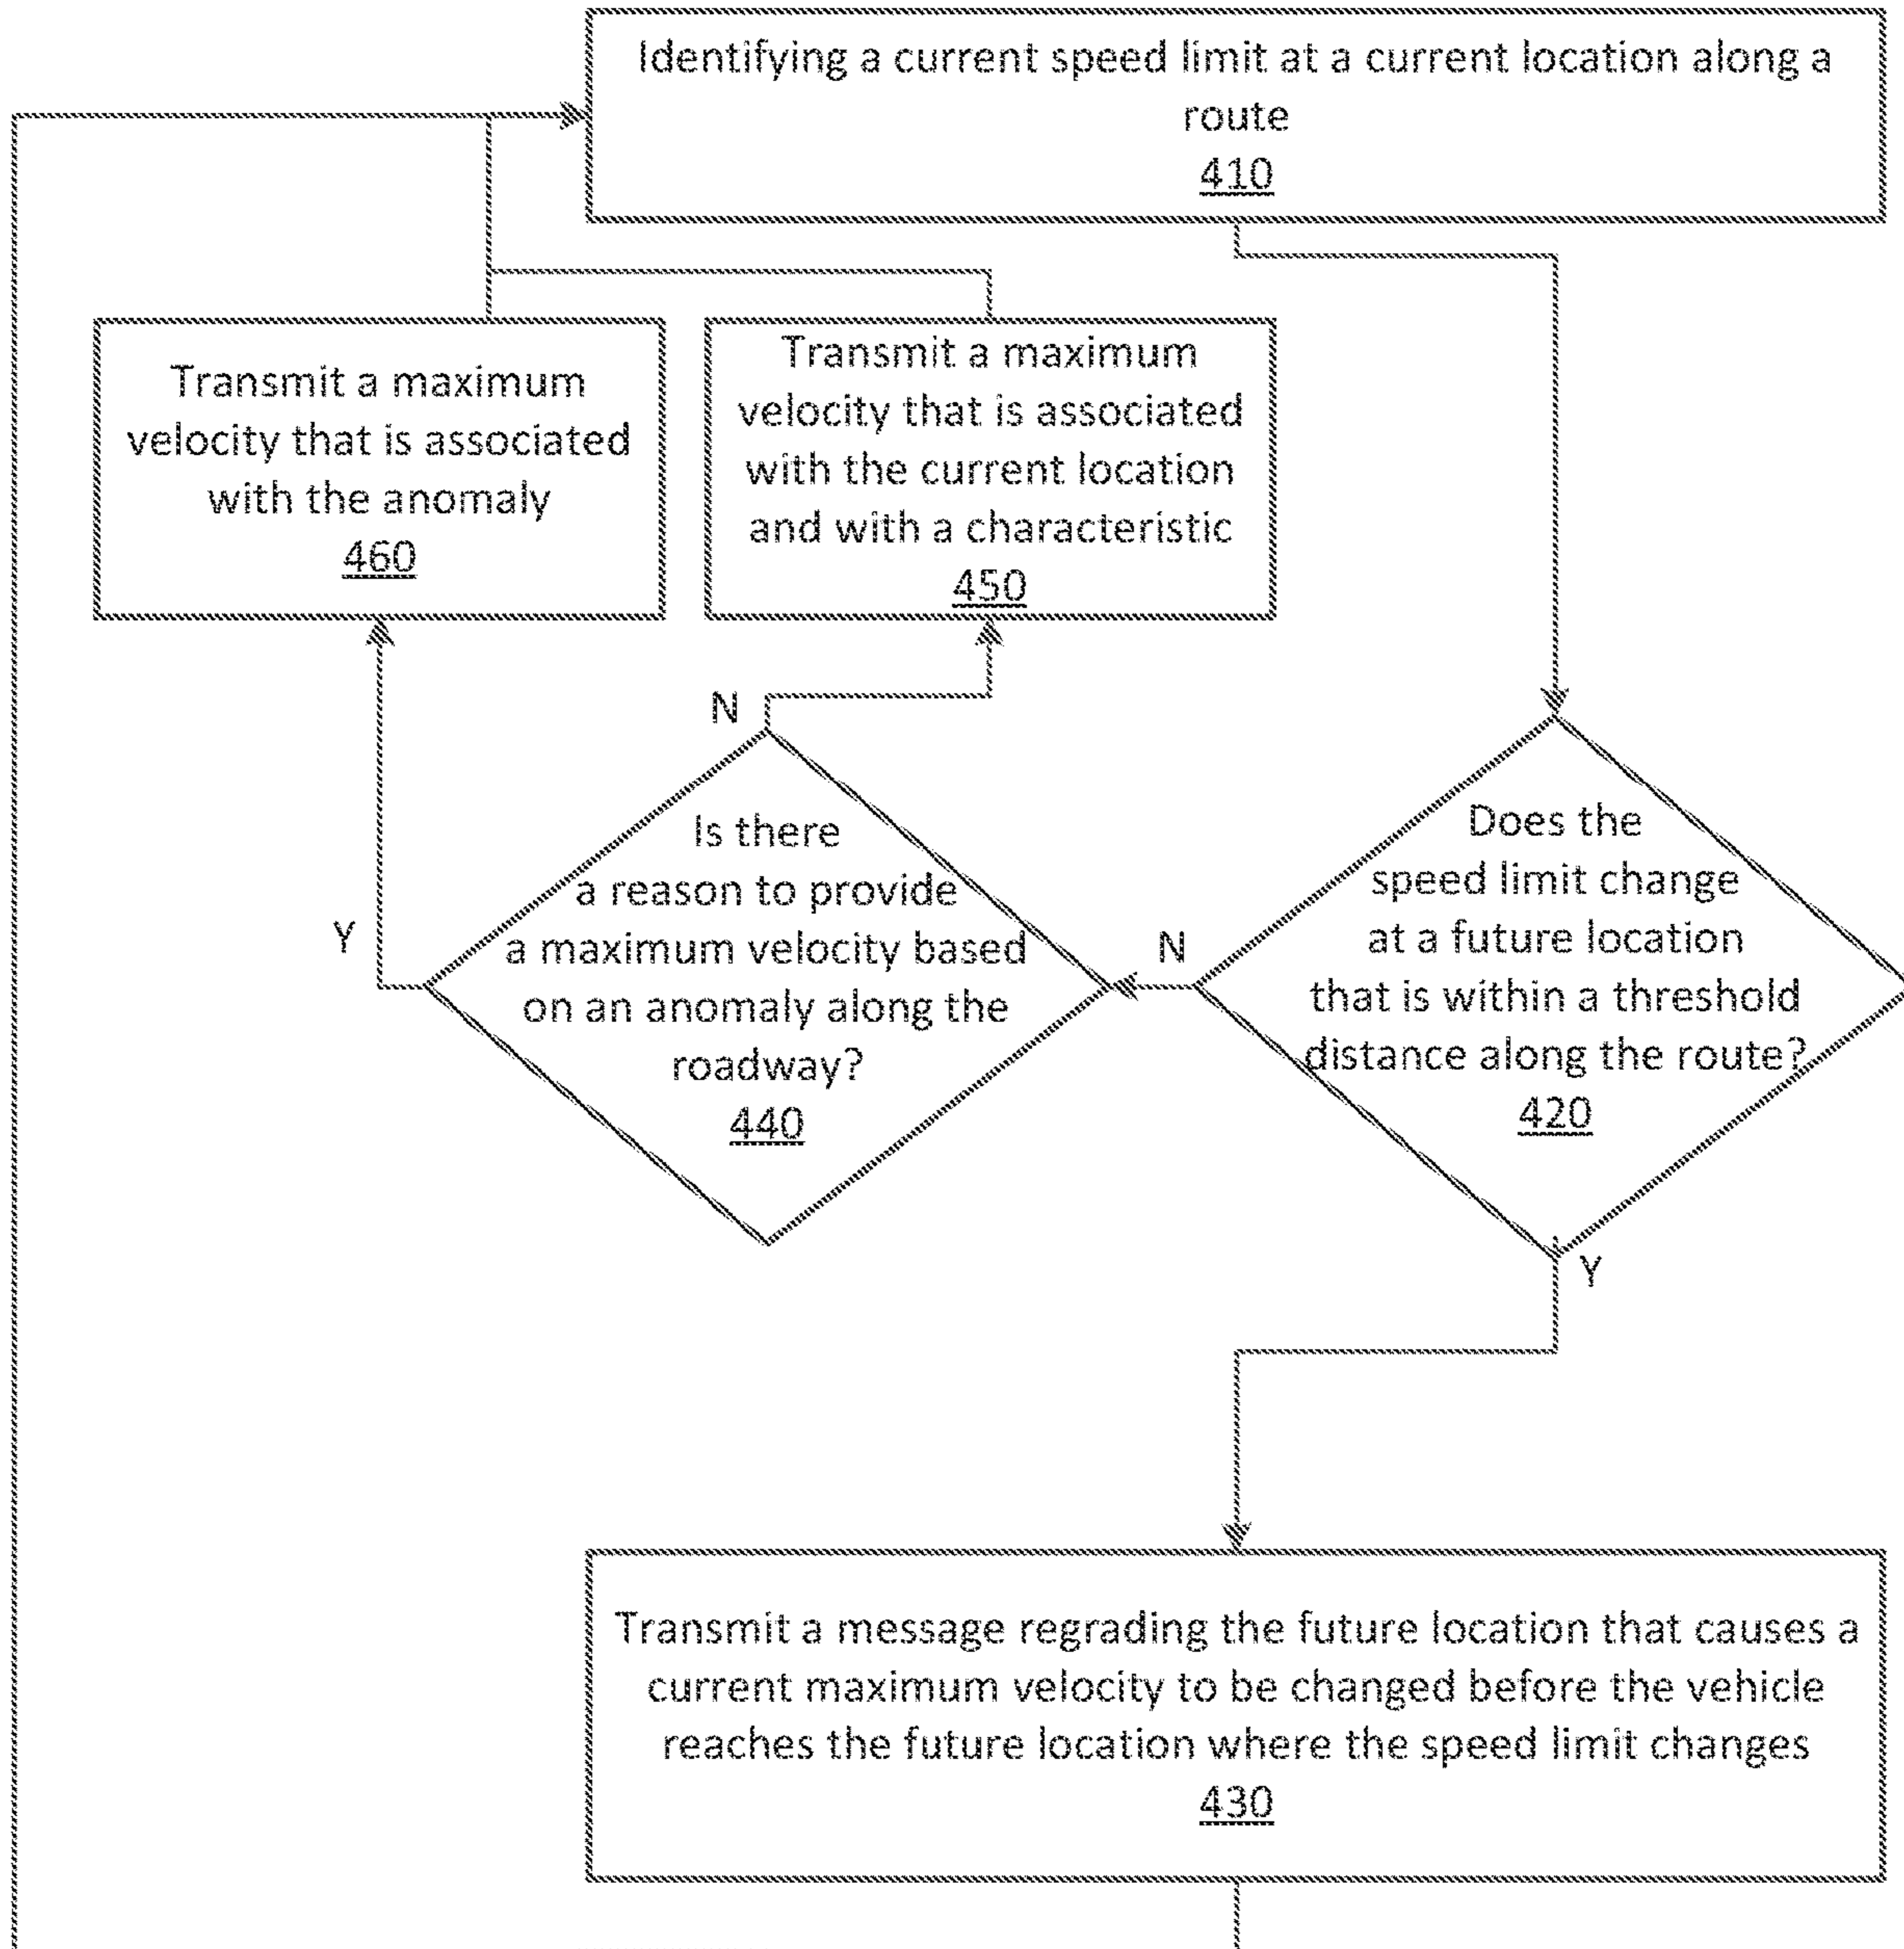 Identifying a current speed limit at a current location along a
route
410
Transmit a maximum
velocity that is associated
with the anomaly
460
Transmit a maximum
velocity that is associated
with the current location
and with a characteristic
450
N
Is there
a reason to provide
a maximum velocity based
on an anomaly along the
roadway?
440
Y
N
Does the
speed limit change
at a future location
that is within a threshold
distance along the route?
420
Y
Transmit a message regrading the future location that causes a
current maximum velocity to be changed before the vehicle
reaches the future location where the speed limit changes
430